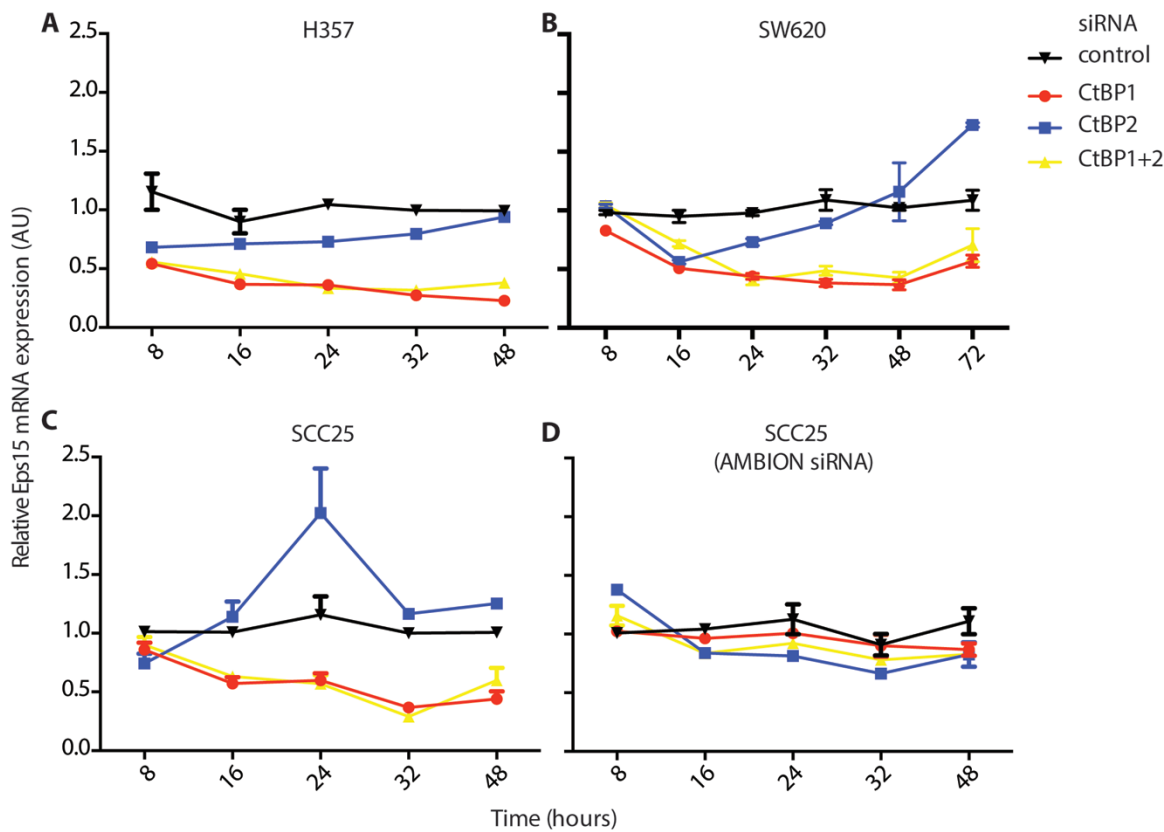 A
H357
2.5
2.0
1.5
1.0
0.5
0.0
8
16
24
32
48
B
SW620
8
16
24
32
48
72
siRNA
control
CtBP1
CtBP2
CtBP1+2
Relative Eps15 mRNA expression (AU)
C
SCC25
2.5
2.0
1.5
1.0
0.5
0.0
8
16
24
32
48
D
SCC25
(AMBION siRNA)
8
16
24
32
48
Time (hours)